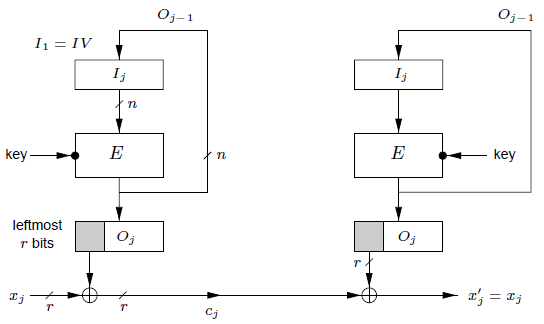 O_{j−1} O_{j−1}
I_1 = IV
I_j I_j
n
key E n E key
leftmost
r bits
O_j O_j
r
x_j r r c_j x′_j = x_j